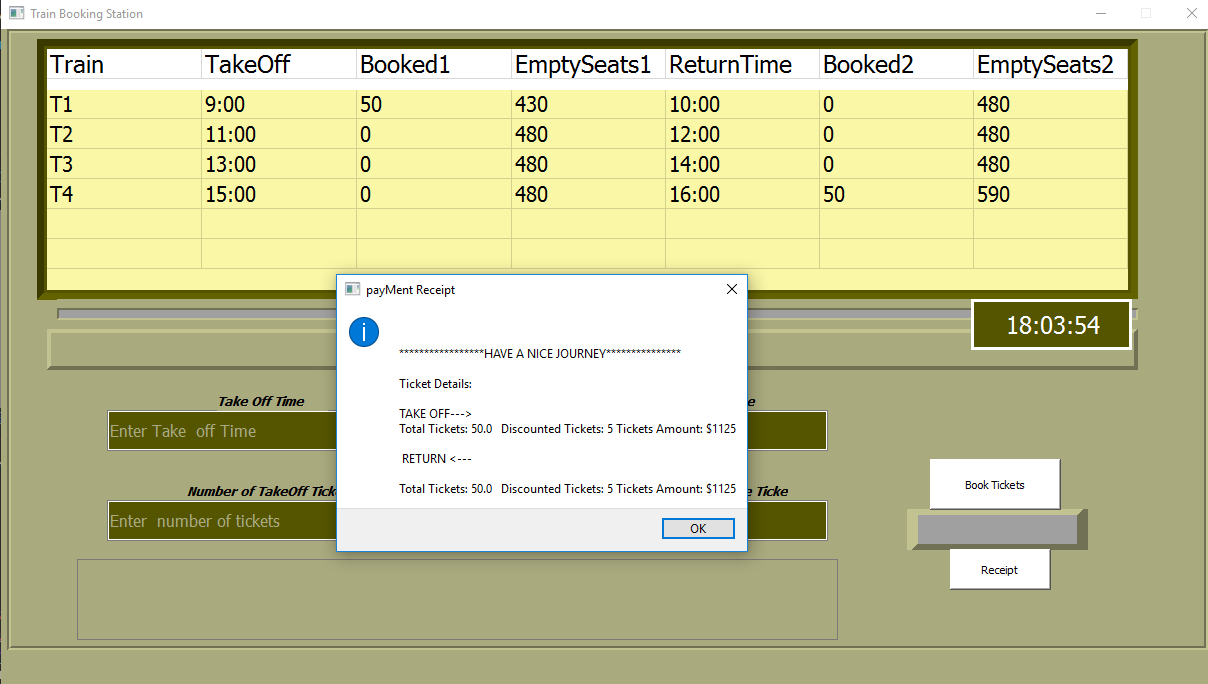 Train Booking Station
Train TakeOff Booked1 EmptySeats1 ReturnTime Booked2 EmptySeats2
T1 9:00 50 430 10:00 0 480
T2 11:00 0 480 12:00 0 480
T3 13:00 0 480 14:00 0 480
T4 15:00 0 480 16:00 50 590
payMent Receipt
18:03:54
*****************HAVE A NICE JOURNEY***************
Ticket Details:
TAKE OFF--->
Total Tickets: 50.0 Discounted Tickets: 5 Tickets Amount: $1125
RETURN <---
Total Tickets: 50.0 Discounted Tickets: 5 Tickets Amount: $1125
OK
Take Off Time
Enter Take off Time
Number of TakeOff Ticke
e Ticke
Enter number of tickets
Book Tickets
Receipt